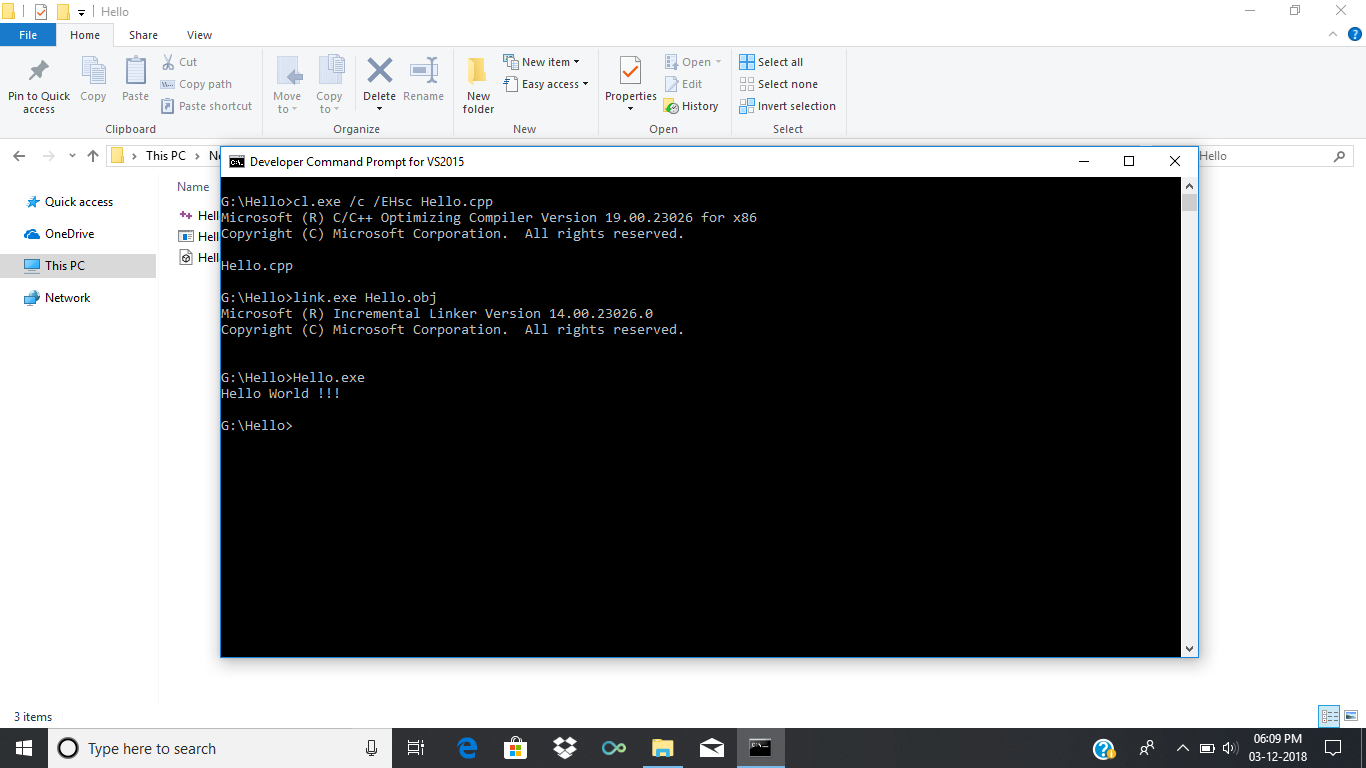 Hello
File Home Share View
Pin to Quick access
Copy
Paste
Cut
Copy path
Paste shortcut
Clipboard
Move to
Copy to
Delete
Rename
Organize
New folder
New item
Easy access
New
Properties
Open
Edit
History
Open
Select all
Select none
Invert selection
Select
This PC
Hello
Developer Command Prompt for VS2015
Name
Quick access
OneDrive
This PC
Network
Hell
Hell
Hell
G:\Hello>cl.exe /c /EHsc Hello.cpp
Microsoft (R) C/C++ Optimizing Compiler Version 19.00.23026 for x86
Copyright (C) Microsoft Corporation.  All rights reserved.
Hello.cpp
G:\Hello>link.exe Hello.obj
Microsoft (R) Incremental Linker Version 14.00.23026.0
Copyright (C) Microsoft Corporation.  All rights reserved.
G:\Hello>Hello.exe
Hello World !!!
G:\Hello>
3 items
Type here to search
06:09 PM
03-12-2018